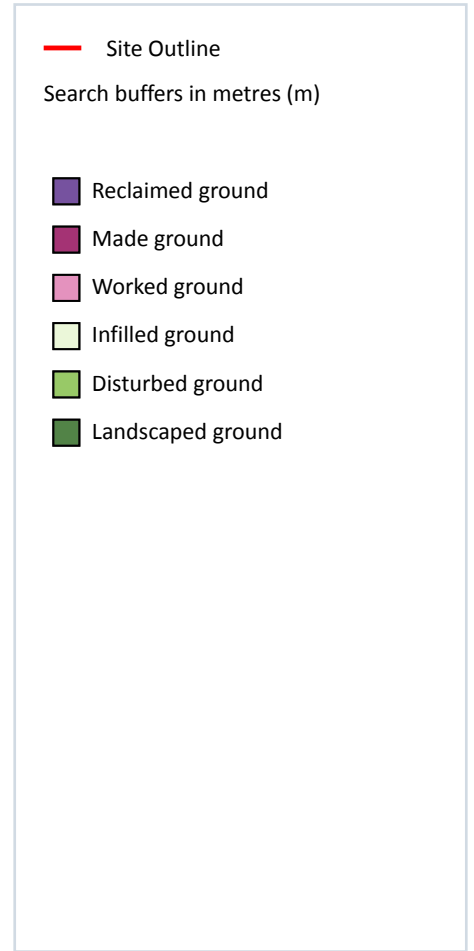 Site Outline
Search buffers in metres (m)
Reclaimed ground
Made ground
Worked ground
Infilled ground
Disturbed ground
Landscaped ground